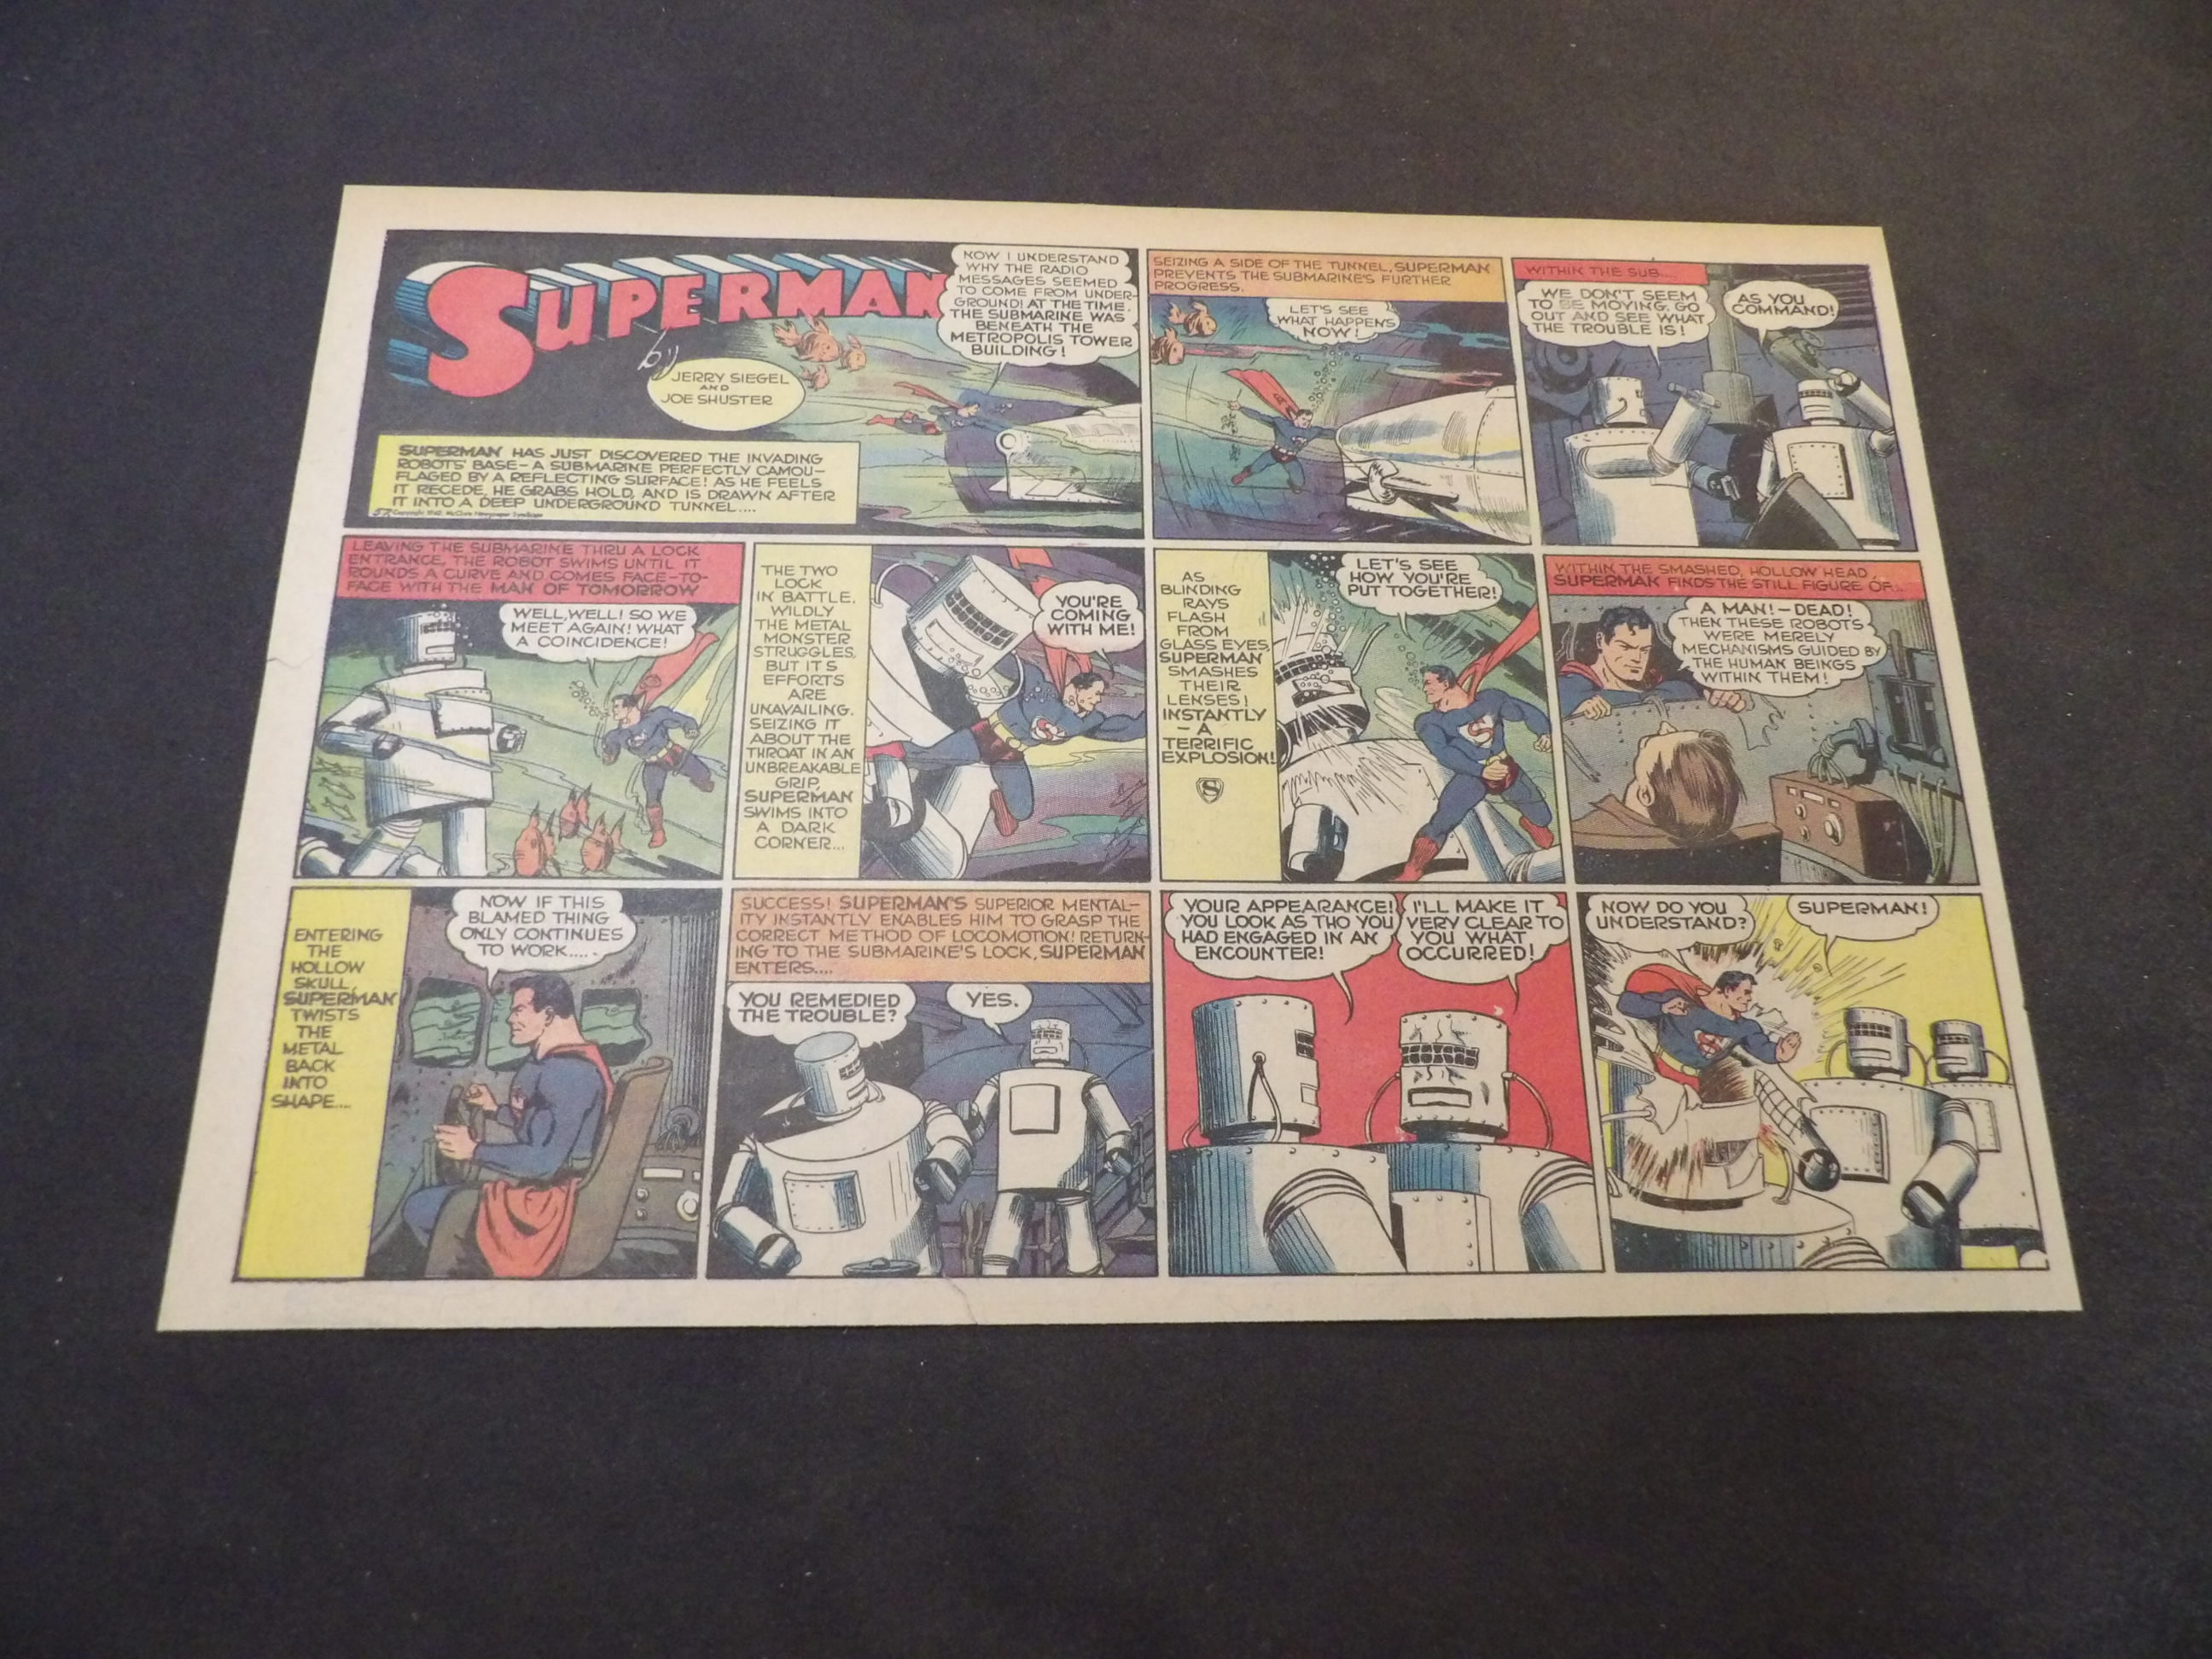 SUPERMAN
by
JERRY SIEGEL
AND
JOE SHUSTER
NOW I UNDERSTAND
WHY THE RADIO
MESSAGES SEEMED
TO COME FROM UNDER-
GROUND! AT THE TIME,
THE SUBMARINE WAS
BENEATH THE
METROPOLIS TOWER
BUILDING!
SUPERMAN HAS JUST DISCOVERED THE INVADING
ROBOTS' BASE – A SUBMARINE PERFECTLY CAMOU–
FLAGED BY A REFLECTING SURFACE! AS HE FEELS
IT RECEDE, HE GRABS HOLD, AND IS DRAWN AFTER
IT INTO A DEEP UNDERGROUND TUNNEL....
57 Copyright 1940 McClure Newspaper Syndicate
SEIZING A SIDE OF THE TUNNEL, SUPERMAN
PREVENTS THE SUBMARINE'S FURTHER
PROGRESS.
LET'S SEE
WHAT HAPPENS
NOW!
WITHIN THE SUB....
WE DON'T SEEM
TO BE MOVING. GO
OUT AND SEE WHAT
THE TROUBLE IS!
AS YOU
COMMAND!
LEAVING THE SUBMARINE THRU A LOCK
ENTRANCE, THE ROBOT SWIMS UNTIL IT
ROUNDS A CURVE AND COMES FACE–TO–
FACE WITH THE MAN OF TOMORROW
WELL, WELL! SO WE
MEET AGAIN! WHAT
A COINCIDENCE!
THE TWO
LOCK
IN BATTLE,
WILDLY
THE METAL
MONSTER
STRUGGLES,
BUT ITS
EFFORTS
ARE
UNAVAILING.
SEIZING IT
ABOUT THE
THROAT IN AN
UNBREAKABLE
GRIP,
SUPERMAN
SWIMS INTO
A DARK
CORNER...
YOU'RE
COMING
WITH ME!
AS
BLINDING
RAYS
FLASH
FROM
GLASS EYES,
SUPERMAN
SMASHES
THEIR
LENSES!
INSTANTLY
– A
TERRIFIC
EXPLOSION!
S
LET'S SEE
HOW YOU'RE
PUT TOGETHER!
WITHIN THE SMASHED, HOLLOW HEAD,
SUPERMAN FINDS THE STILL FIGURE OF...
A MAN! – DEAD!
THEN THESE ROBOTS
WERE MERELY
MECHANISMS GUIDED BY
THE HUMAN BEINGS
WITHIN THEM!
ENTERING
THE
HOLLOW
SKULL,
SUPERMAN
TWISTS
THE
METAL
BACK
INTO
SHAPE....
NOW IF THIS
BLAMED THING
ONLY CONTINUES
TO WORK.....
SUCCESS! SUPERMAN'S SUPERIOR MENTAL–
ITY INSTANTLY ENABLES HIM TO GRASP THE
CORRECT METHOD OF LOCOMOTION! RETURN–
ING TO THE SUBMARINE'S LOCK, SUPERMAN
ENTERS....
YOU REMEDIED
THE TROUBLE?
YES.
YOUR APPEARANCE!
YOU LOOK AS THO YOU
HAD ENGAGED IN AN
ENCOUNTER!
I'LL MAKE IT
VERY CLEAR TO
YOU WHAT
OCCURRED!
NOW DO YOU
UNDERSTAND?
SUPERMAN!